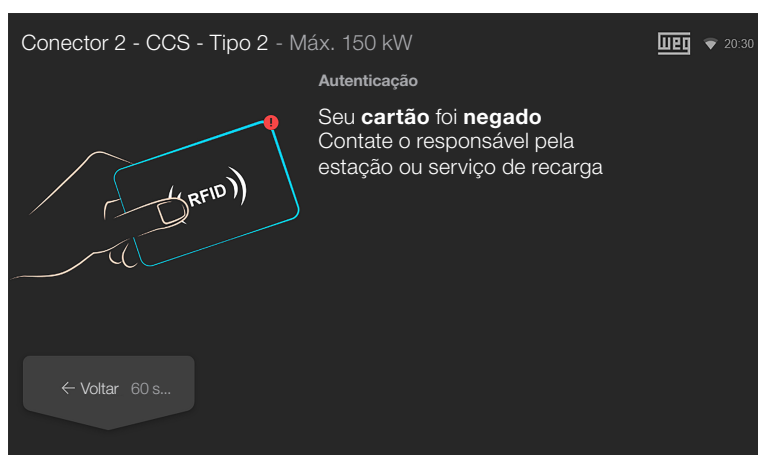 Conector 2 - CCS - Tipo 2 - Máx. 150 kW
weg
20:30
Autenticação
Seu cartão foi negado
Contate o responsável pela
estação ou serviço de recarga
RFID
← Voltar 60 s...